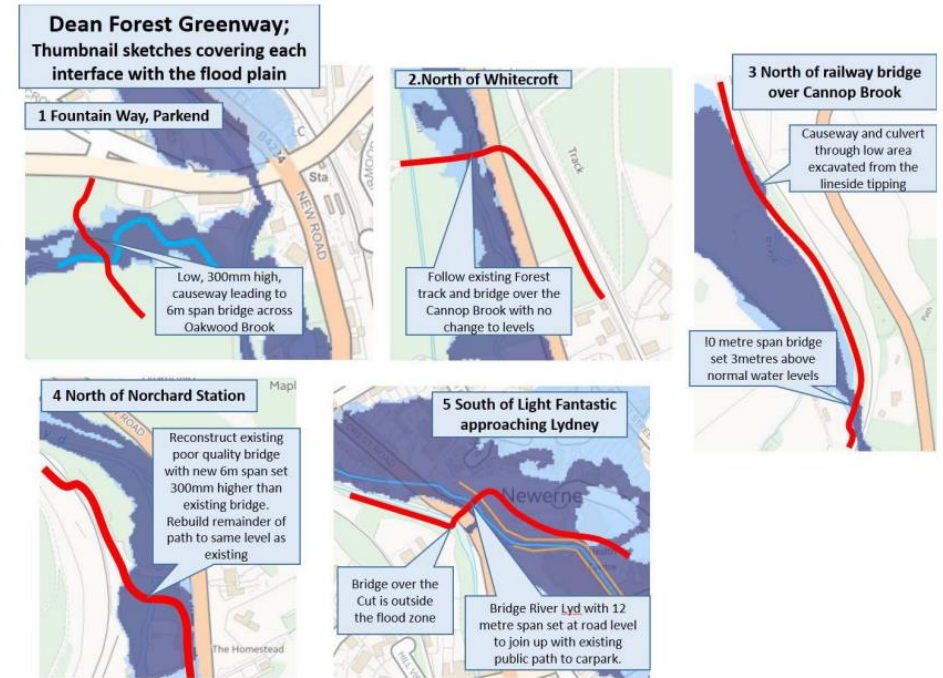 Dean Forest Greenway;
Thumbnail sketches covering each
interface with the flood plain
1 Fountain Way, Parkend
B4234
Sta
NEW ROAD
Low, 300mm high,
causeway leading to
6m span bridge across
Oakwood Brook
2.North of Whitecroft
Track
Follow existing Forest
track and bridge over the
Cannop Brook with no
change to levels
3 North of railway bridge
over Cannop Brook
Causeway and culvert
through low area
excavated from the
lineside tipping
!0 metre span bridge
set 3metres above
normal water levels
Path
4 North of Norchard Station
Mapl
ROAD
Reconstruct existing
poor quality bridge
with new 6m span set
300mm higher than
existing bridge.
Rebuild remainder of
path to same level as
existing
The Homestead
5 South of Light Fantastic
approaching Lydney
Newerne
Bridge over the
Cut is outside
the flood zone
Bridge River Lyd with 12
metre span set at road level
to join up with existing
public path to carpark.
HILL